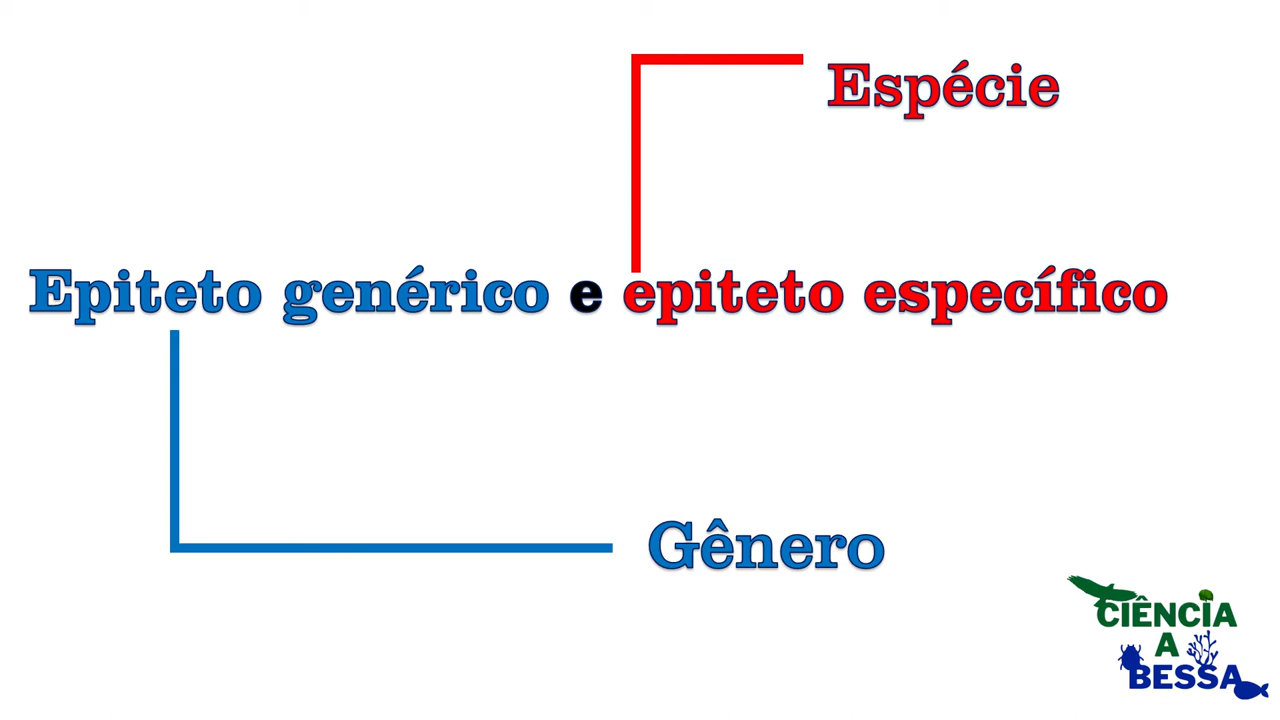 Espécie
Epiteto genérico e epiteto específico
Gênero
CIÊNCIA
A
BESSA